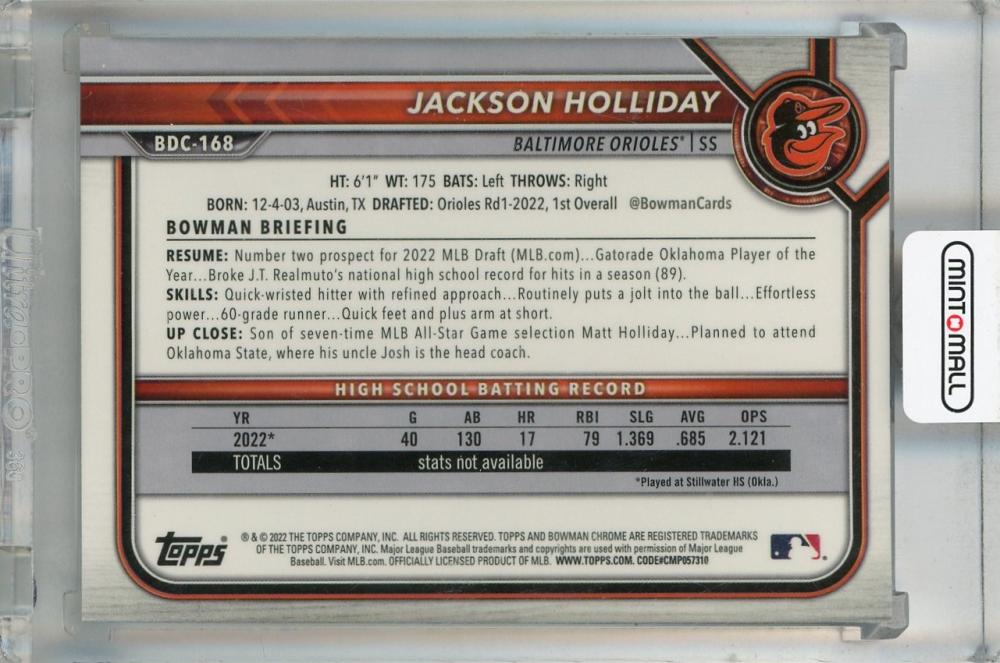 JACKSON HOLLIDAY
BDC-168
BALTIMORE ORIOLES® | SS
HT: 6'1" WT: 175 BATS: Left THROWS: Right
BORN: 12-4-03, Austin, TX DRAFTED: Orioles Rd1-2022, 1st Overall @BowmanCards
BOWMAN BRIEFING
RESUME: Number two prospect for 2022 MLB Draft (MLB.com)...Gatorade Oklahoma Player of the
Year...Broke J.T. Realmuto's national high school record for hits in a season (89).
SKILLS: Quick-wristed hitter with refined approach...Routinely puts a jolt into the ball...Effortless
power...60-grade runner...Quick feet and plus arm at short.
UP CLOSE: Son of seven-time MLB All-Star Game selection Matt Holliday...Planned to attend
Oklahoma State, where his uncle Josh is the head coach.
HIGH SCHOOL BATTING RECORD
YR G AB HR RBI SLG AVG OPS
2022* 40 130 17 79 1.369 .685 2.121
TOTALS stats not available
*Played at Stillwater HS (Okla.)
Topps
® & © 2022 THE TOPPS COMPANY, INC. ALL RIGHTS RESERVED. TOPPS AND BOWMAN CHROME ARE REGISTERED TRADEMARKS
OF THE TOPPS COMPANY, INC. Major League Baseball trademarks and copyrights are used with permission of Major League
Baseball. Visit MLB.com. OFFICIALLY LICENSED PRODUCT OF MLB. WWW.TOPPS.COM. CODE#CMP057310
MINT MALL